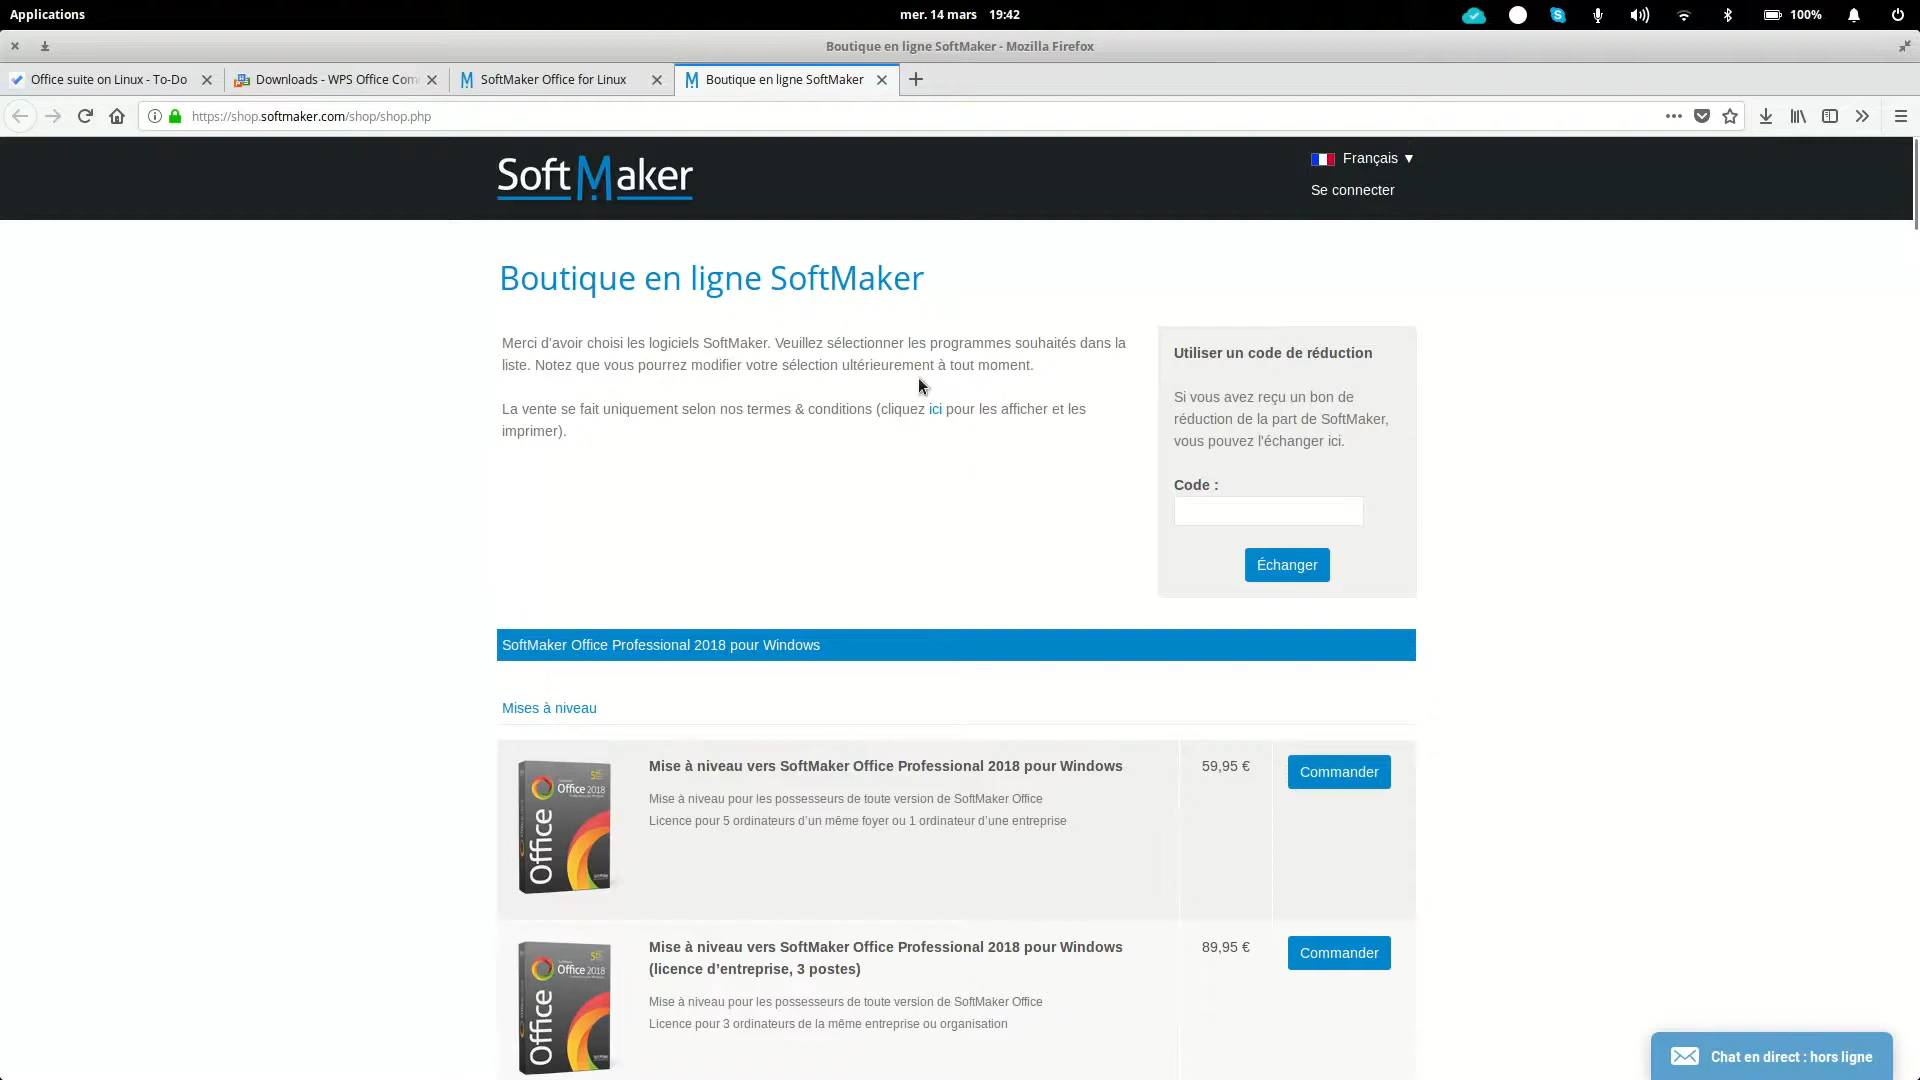 Applications
mer. 14 mars 19:42
100%
Boutique en ligne SoftMaker - Mozilla Firefox
Office suite on Linux - To-Do
Downloads - WPS Office Com
SoftMaker Office for Linux
Boutique en ligne SoftMaker
https://shop.softmaker.com/shop/shop.php
SoftMaker
Français ▼
Se connecter
Boutique en ligne SoftMaker
Merci d’avoir choisi les logiciels SoftMaker. Veuillez sélectionner les programmes souhaités dans la
liste. Notez que vous pourrez modifier votre sélection ultérieurement à tout moment.
La vente se fait uniquement selon nos termes & conditions (cliquez ici pour les afficher et les
imprimer).
Utiliser un code de réduction
Si vous avez reçu un bon de
réduction de la part de SoftMaker,
vous pouvez l'échanger ici.
Code :
Échanger
SoftMaker Office Professional 2018 pour Windows
Mises à niveau
Office 2018
Office
Mise à niveau vers SoftMaker Office Professional 2018 pour Windows
Mise à niveau pour les possesseurs de toute version de SoftMaker Office
Licence pour 5 ordinateurs d’un même foyer ou 1 ordinateur d’une entreprise
59,95 €
Commander
Office 2018
Office
Mise à niveau vers SoftMaker Office Professional 2018 pour Windows
(licence d’entreprise, 3 postes)
Mise à niveau pour les possesseurs de toute version de SoftMaker Office
Licence pour 3 ordinateurs de la même entreprise ou organisation
89,95 €
Commander
Chat en direct : hors ligne